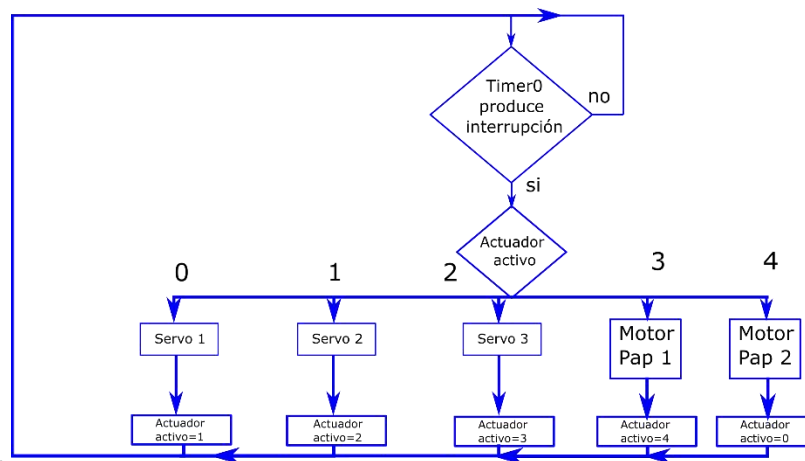 Timer0
produce
interrupción
no
si
Actuador
activo
0
1
2
3
4
Servo 1
Servo 2
Servo 3
Motor
Pap 1
Motor
Pap 2
Actuador
activo=1
Actuador
activo=2
Actuador
activo=3
Actuador
activo=4
Actuador
activo=0